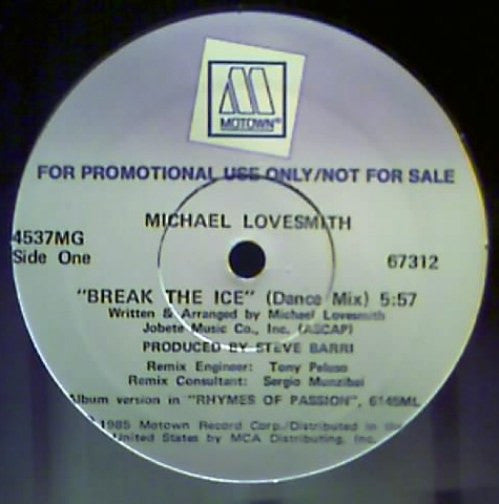 MOTOWN®
FOR PROMOTIONAL USE ONLY/NOT FOR SALE
MICHAEL LOVESMITH
4537MG
Side One
67312
"BREAK THE ICE" (Dance Mix) 5:57
Written & Arranged by Michael Lovesmith
Jobete Music Co., Inc. (ASCAP)
PRODUCED BY STEVE BARRI
Remix Engineer: Tony Peluso
Remix Consultant: Sergio Munzibai
Album version in "RHYMES OF PASSION", 6145ML
1985 Motown Record Corp./Distributed in the
United States by MCA Distributing, Inc.